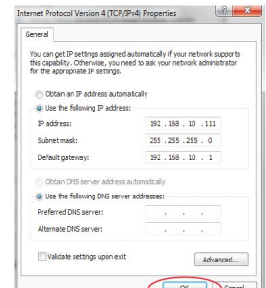 Internet Protocol Version 4 (TCP/IPv4) Properties
General
You can get IP settings assigned automatically if your network supports
this capability. Otherwise, you need to ask your network administrator
for the appropriate IP settings.
Obtain an IP address automatically
Use the following IP address:
IP address: 192 . 168 . 10 . 111
Subnet mask: 255 . 255 . 255 . 0
Default gateway: 192 . 168 . 10 . 1
Obtain DNS server address automatically
Use the following DNS server addresses:
Preferred DNS server: . . .
Alternate DNS server: . . .
Validate settings upon exit
Advanced...
OK Cancel